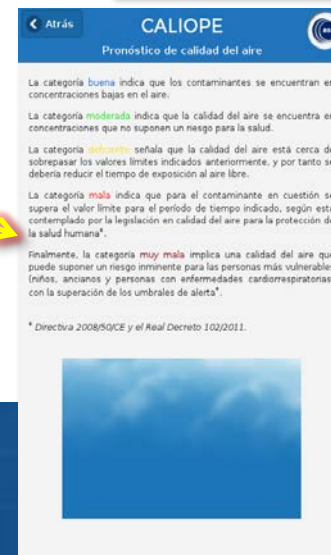 Atrás
CALIOPE
Pronóstico de calidad del aire
La categoría buena indica que los contaminantes se encuentran en
concentraciones bajas en el aire.
La categoría moderada indica que la calidad del aire se encuentra en
concentraciones que no suponen un riesgo para la salud.
La categoría deficiente señala que la calidad del aire está cerca de
sobrepasar los valores límites indicados anteriormente, y por tanto se
debería reducir el tiempo de exposición al aire libre.
La categoría mala indica que para el contaminante en cuestión se
supera el valor límite para el período de tiempo indicado, según está
contemplado por la legislación en calidad del aire para la protección de
la salud humana*.
Finalmente, la categoría muy mala implica una calidad del aire que
puede suponer un riesgo inminente para las personas más vulnerables
(niños, ancianos y personas con enfermedades cardiorrespiratorias)
con la superación de los umbrales de alerta*.
* Directiva 2008/50/CE y el Real Decreto 102/2011.